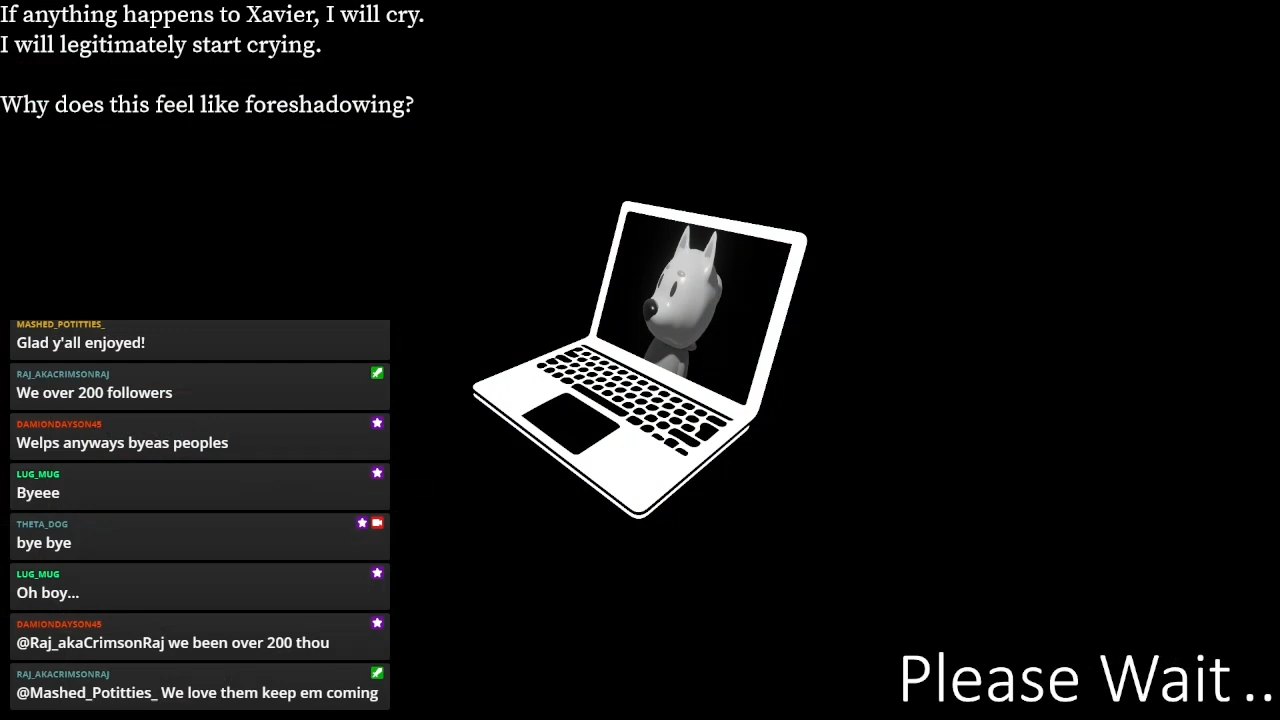 If anything happens to Xavier, I will cry.
I will legitimately start crying.
Why does this feel like foreshadowing?
MASHED_POTITTIES_
Glad y'all enjoyed!
RAJ_AKACRIMSONRAJ
We over 200 followers
DAMIONDAYSON45
Welps anyways byeas peoples
LUG_MUG
Byeee
THETA_DOG
bye bye
LUG_MUG
Oh boy...
DAMIONDAYSON45
@Raj_akaCrimsonRaj we been over 200 thou
RAJ_AKACRIMSONRAJ
@Mashed_Potitties_ We love them keep em coming
Please Wait ..